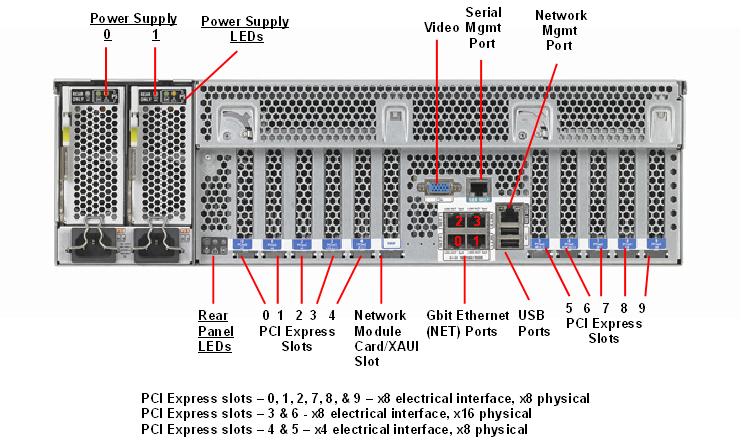 Power Supply
0 1
Power Supply
LEDs
Video
Serial
Mgmt
Port
Network
Mgmt
Port
2 3
0 1
Rear
Panel
LEDs
0 1 2 3 4
PCI Express
Slots
Network
Module
Card/XAUI
Slot
Gbit Ethernet
(NET) Ports
USB
Ports
5 6 7 8 9
PCI Express
Slots
PCI Express slots – 0, 1, 2, 7, 8, & 9 – x8 electrical interface, x8 physical
PCI Express slots – 3 & 6 - x8 electrical interface, x16 physical
PCI Express slots – 4 & 5 – x4 electrical interface, x8 physical